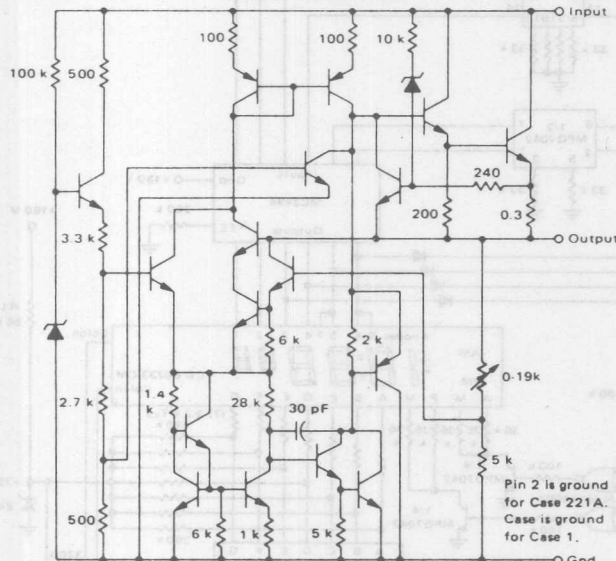 Input
100
100
10 k
100 k
500
240
200
0.3
Output
3.3 k
6 k
2 k
0-19k
2.7 k
1.4
k
28 k
30 pF
5 k
Pin 2 is ground
for Case 221A.
Case is ground
for Case 1.
500
6 k
1 k
5 k
Gnd